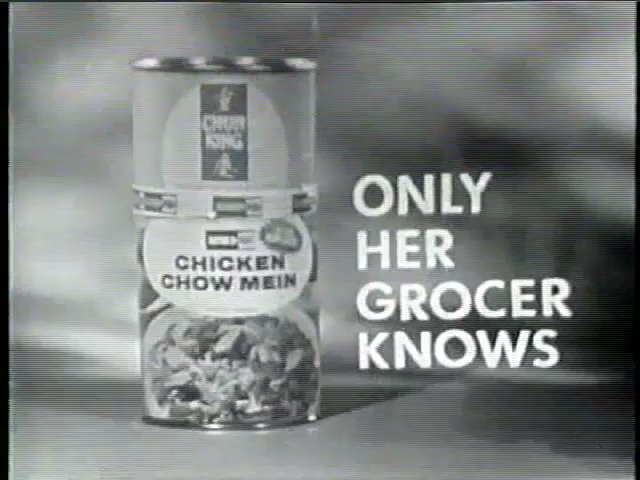 CHUN
KING
CHICKEN
CHOW MEIN
ONLY
HER
GROCER
KNOWS